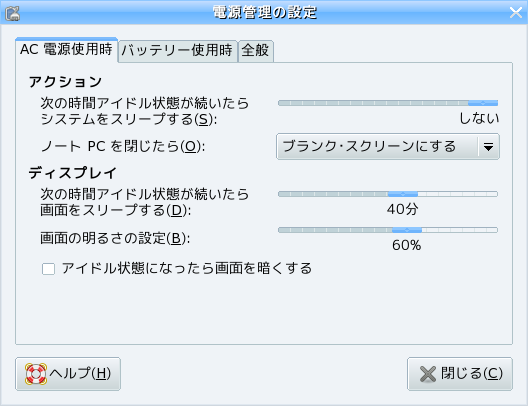 電源管理の設定
AC 電源使用時 バッテリー使用時 全般
アクション
次の時間アイドル状態が続いたら
システムをスリープする(S):
しない
ノート PC を閉じたら(O): ブランク・スクリーンにする
ディスプレイ
次の時間アイドル状態が続いたら
画面をスリープする(D):
40分
画面の明るさの設定(B):
60%
アイドル状態になったら画面を暗くする
ヘルプ(H) 閉じる(C)